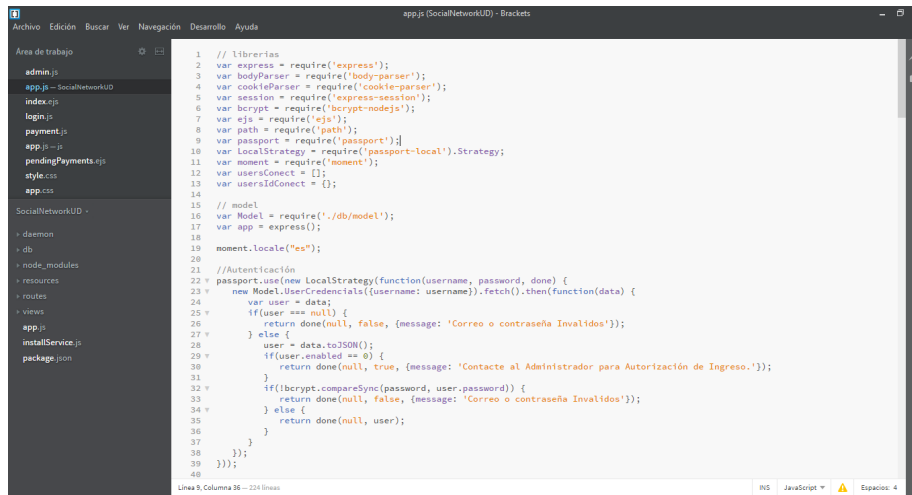 app.js (SocialNetworkUD) - Brackets
Archivo Edición Buscar Ver Navegación Desarrollo Ayuda
Área de trabajo
admin.js
app.js — SocialNetworkUD
index.ejs
login.js
payment.js
app.js — js
pendingPayments.ejs
style.css
app.css
SocialNetworkUD
daemon
db
node_modules
resources
routes
views
app.js
installService.js
package.json
1 // librerias
2 var express = require('express');
3 var bodyParser = require('body-parser');
4 var cookieParser = require('cookie-parser');
5 var session = require('express-session');
6 var bcrypt = require('bcrypt-nodejs');
7 var ejs = require('ejs');
8 var path = require('path');
9 var passport = require('passport');
10 var LocalStrategy = require('passport-local').Strategy;
11 var moment = require('moment');
12 var usersConect = [];
13 var usersIdConect = {};
14
15 // model
16 var Model = require('./db/model');
17 var app = express();
18
19 moment.locale("es");
20
21 //Autenticación
22 passport.use(new LocalStrategy(function(username, password, done) {
23 new Model.UserCredencials({username: username}).fetch().then(function(data) {
24 var user = data;
25 if(user === null) {
26 return done(null, false, {message: 'Correo o contraseña Invalidos'});
27 } else {
28 user = data.toJSON();
29 if(user.enabled == 0) {
30 return done(null, true, {message: 'Contacte al Administrador para Autorización de Ingreso.'});
31 }
32 if(!bcrypt.compareSync(password, user.password)) {
33 return done(null, false, {message: 'Correo o contraseña Invalidos'});
34 } else {
35 return done(null, user);
36 }
37 }
38 });
39 }));
40
Línea 9, Columna 36 — 224 líneas
INS JavaScript Espacios: 4